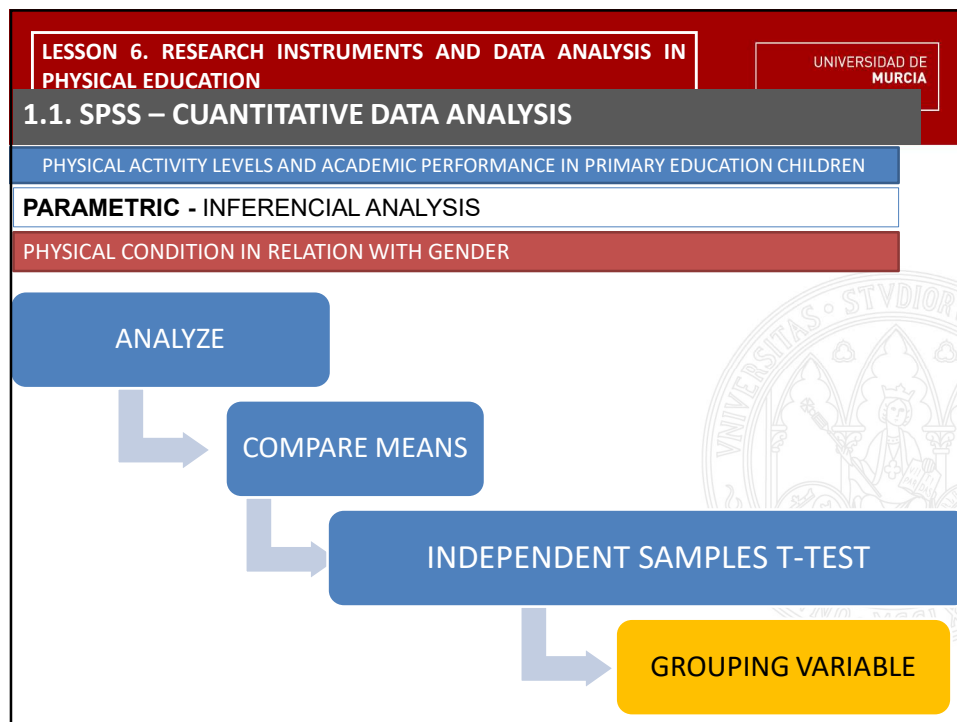 LESSON 6. RESEARCH INSTRUMENTS AND DATA ANALYSIS IN
PHYSICAL EDUCATION
UNIVERSIDAD DE
MURCIA
1.1. SPSS – CUANTITATIVE DATA ANALYSIS
PHYSICAL ACTIVITY LEVELS AND ACADEMIC PERFORMANCE IN PRIMARY EDUCATION CHILDREN
PARAMETRIC - INFERENCIAL ANALYSIS
PHYSICAL CONDITION IN RELATION WITH GENDER
ANALYZE
COMPARE MEANS
INDEPENDENT SAMPLES T-TEST
GROUPING VARIABLE